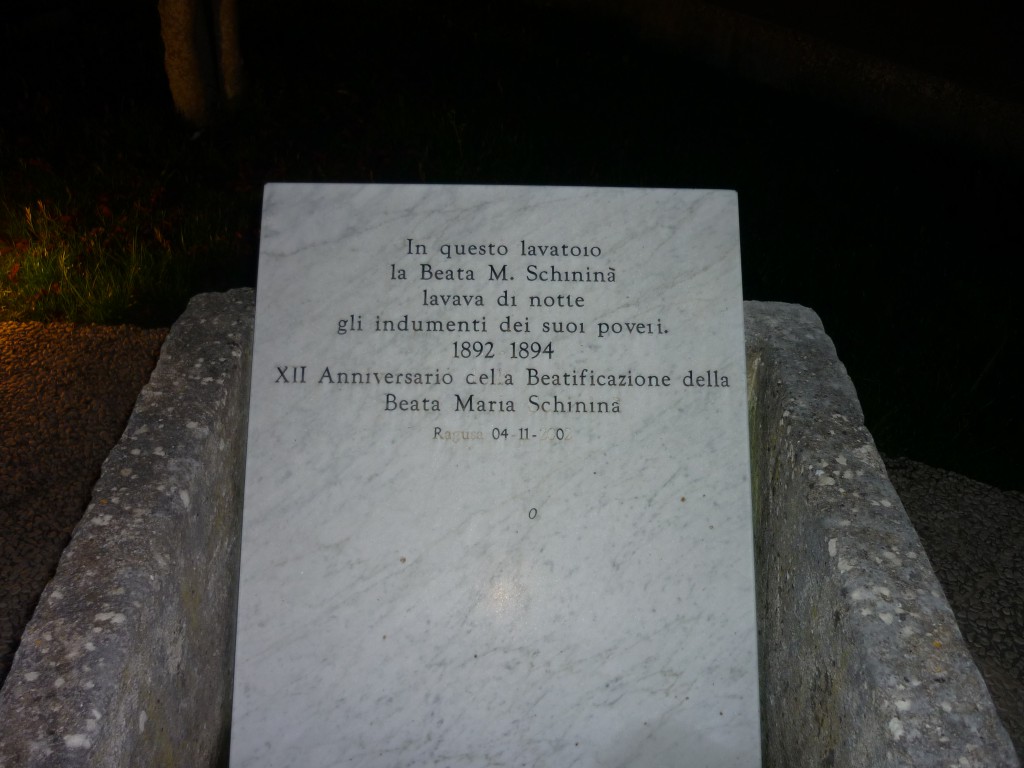 In questo lavatoio
la Beata M. Schininà
lavava di notte
gli indumenti dei suoi poveri.
1892 1894
XII Anniversario della Beatificazione della
Beata Maria Schininà
Ragusa 04-11-